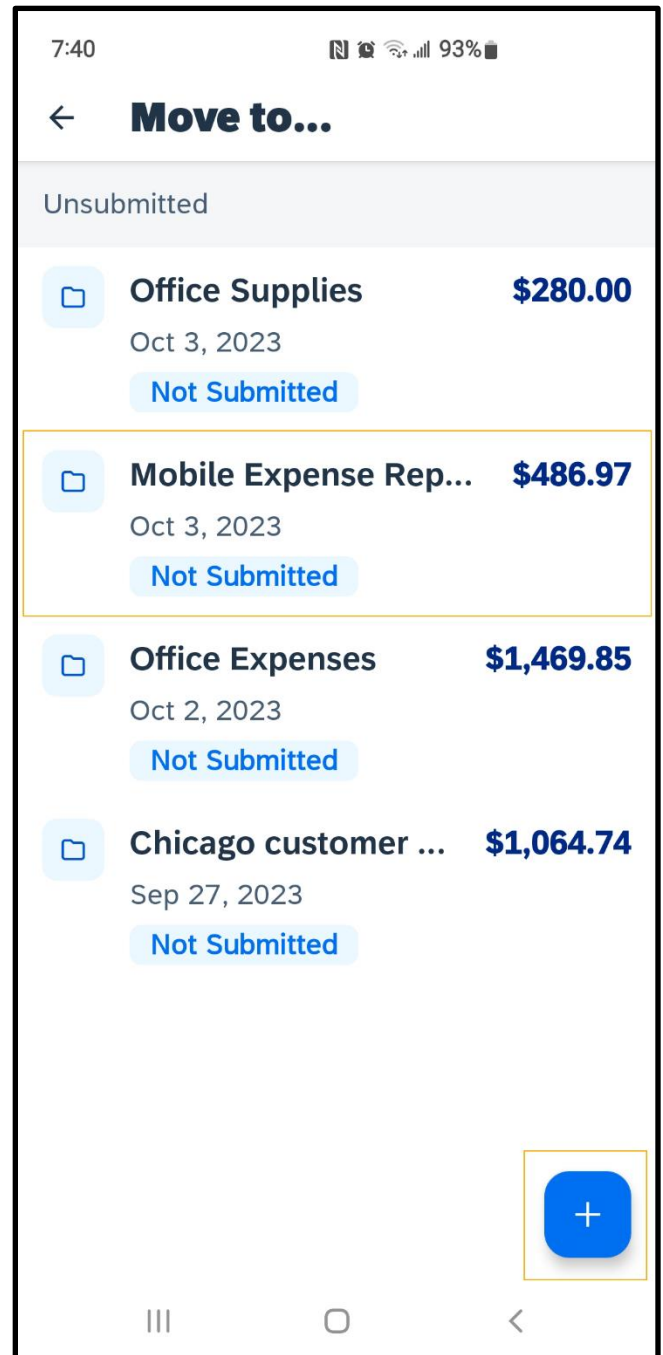 7:40 93%
Move to...
Unsubmitted
Office Supplies $280.00
Oct 3, 2023
Not Submitted
Mobile Expense Rep... $486.97
Oct 3, 2023
Not Submitted
Office Expenses $1,469.85
Oct 2, 2023
Not Submitted
Chicago customer ... $1,064.74
Sep 27, 2023
Not Submitted